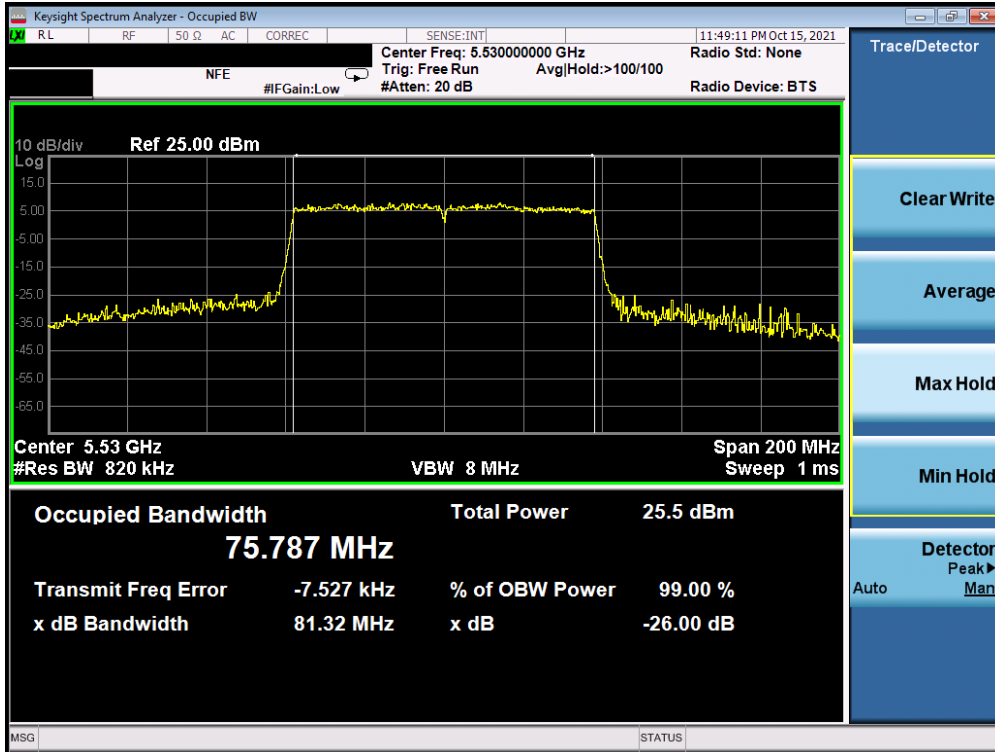 Keysight Spectrum Analyzer - Occupied BW
LXI RL RF 50 Ω AC CORREC SENSE:INT 11:49:11 PM Oct 15, 2021
Center Freq: 5.530000000 GHz Radio Std: None
NFE Trig: Free Run Avg|Hold:>100/100
#IFGain:Low #Atten: 20 dB Radio Device: BTS
Trace/Detector
10 dB/div Ref 25.00 dBm
Log
15.0
5.00
-5.00
-15.0
-25.0
-35.0
-45.0
-55.0
-65.0
Center 5.53 GHz Span 200 MHz
#Res BW 820 kHz VBW 8 MHz Sweep 1 ms
Occupied Bandwidth Total Power 25.5 dBm
75.787 MHz
Transmit Freq Error -7.527 kHz % of OBW Power 99.00 %
x dB Bandwidth 81.32 MHz x dB -26.00 dB
Clear Write
Average
Max Hold
Min Hold
Detector
Peak▶
Auto Man
MSG STATUS